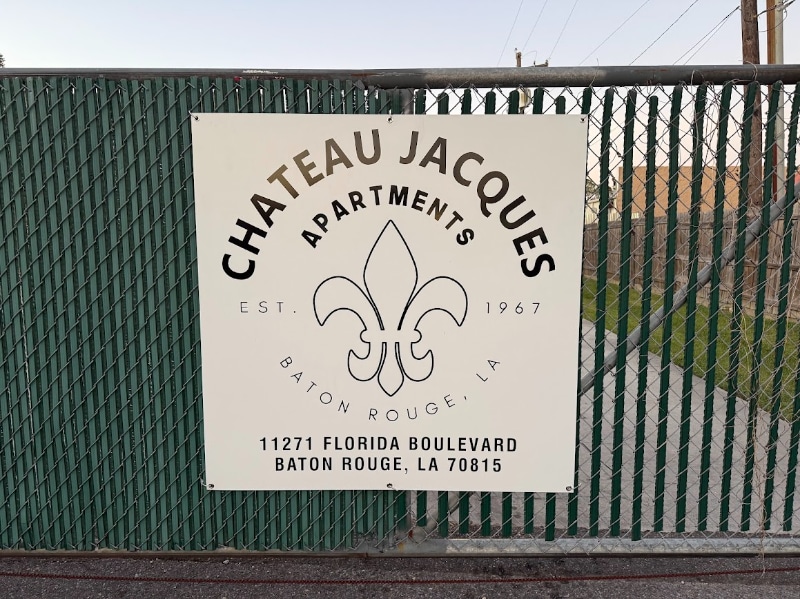 CHATEAU JACQUES
APARTMENTS
EST. 1967
BATON ROUGE, LA
11271 FLORIDA BOULEVARD
BATON ROUGE, LA 70815